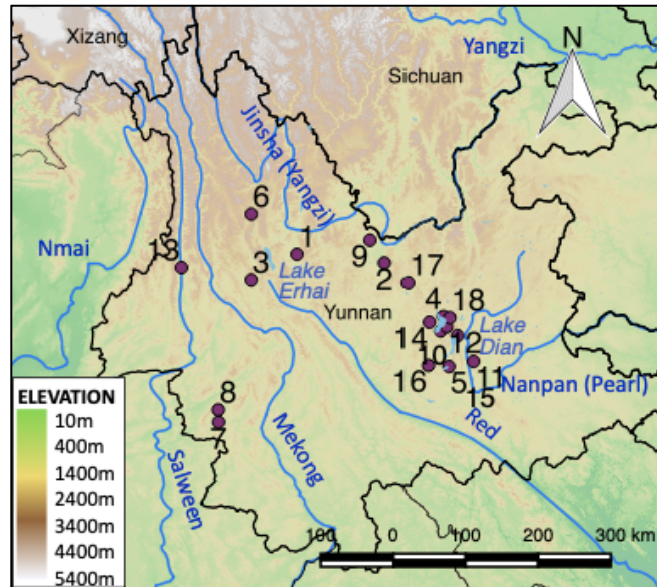 Xizang
Yangzi
N
Siichuan
Jinsha (Yangzi)
6
Nmai
13
1
9
3
Lake
Erhai
2
17
Yunnan
4
18
Lake
Dian
14
10
12
16
5
11
Nanpan (Pearl)
15
8
7
Red
Mekong
Salween
ELEVATION
10m
400m
1400m
2400m
3400m
4400m
5400m
100 0 100 200 300 km